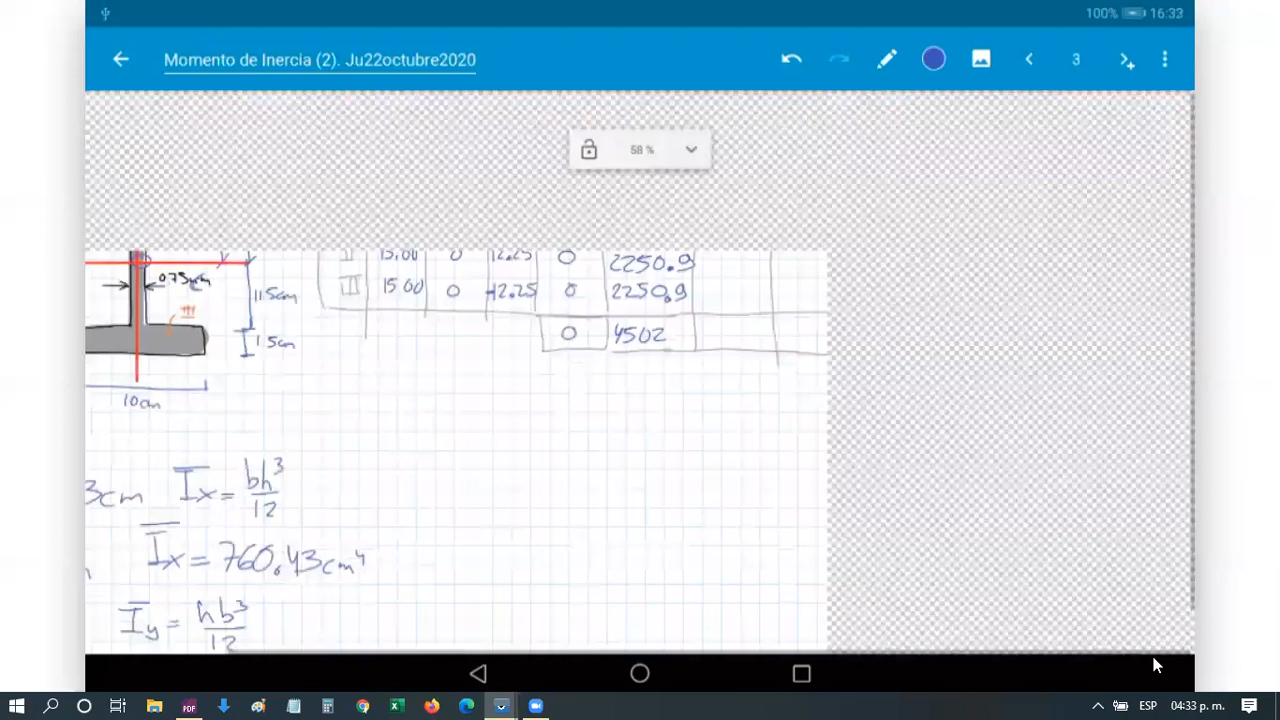 100% 16:33
Momento de Inercia (2). Ju22octubre2020
3
58 %
II 15.00 0 12.25 0 2250.9
III 15.00 0 -12.25 0 2250.9
0 4502
0.75cm
11.5cm
III
1.5cm
10cm
3cm Ix = bh³/12
Ix = 760.43cm⁴
Iy = hb³/12
ESP 04:33 p. m.